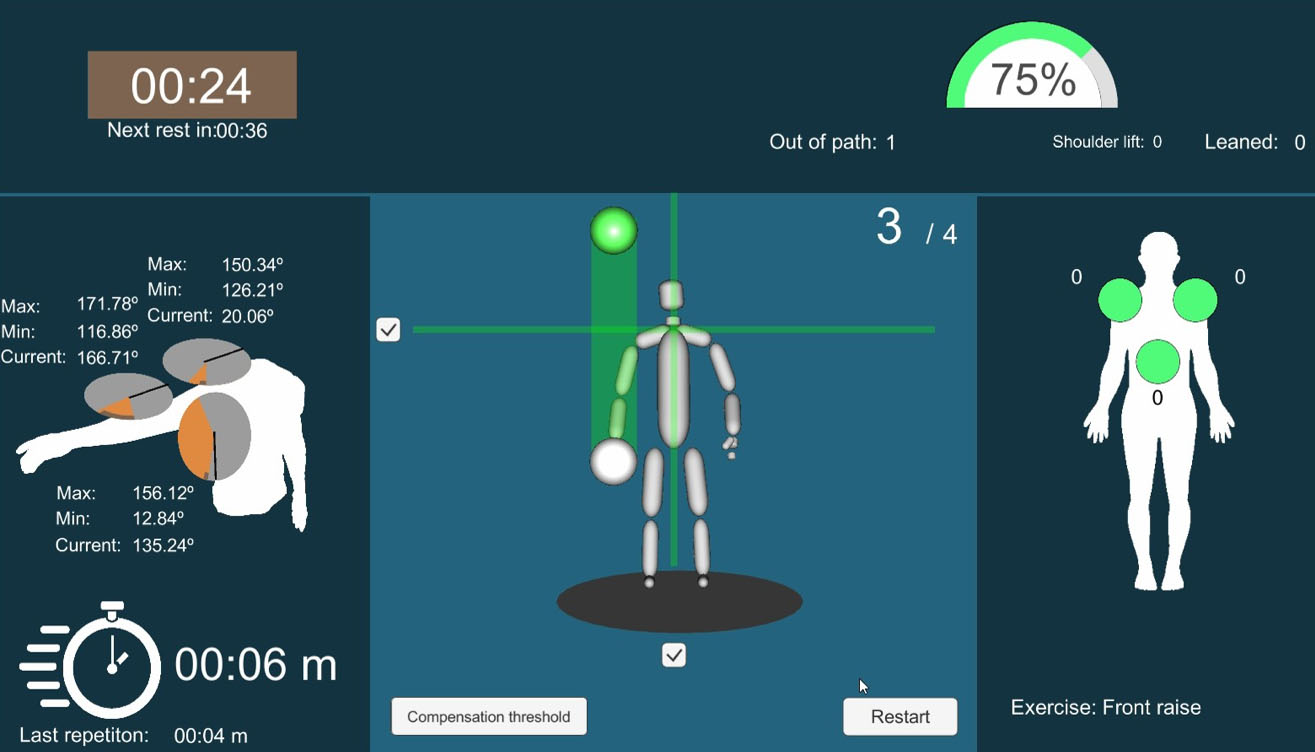 00:24
Next rest in:00:36
75%
Out of path: 1
Shoulder lift: 0
Leaned: 0
Max: 150.34º
Min: 126.21º
Current: 20.06º
Max: 171.78º
Min: 116.86º
Current: 166.71º
Max: 156.12º
Min: 12.84º
Current: 135.24º
00:06 m
Last repetiton: 00:04 m
3 / 4
Compensation threshold
Restart
0
0
0
Exercise: Front raise